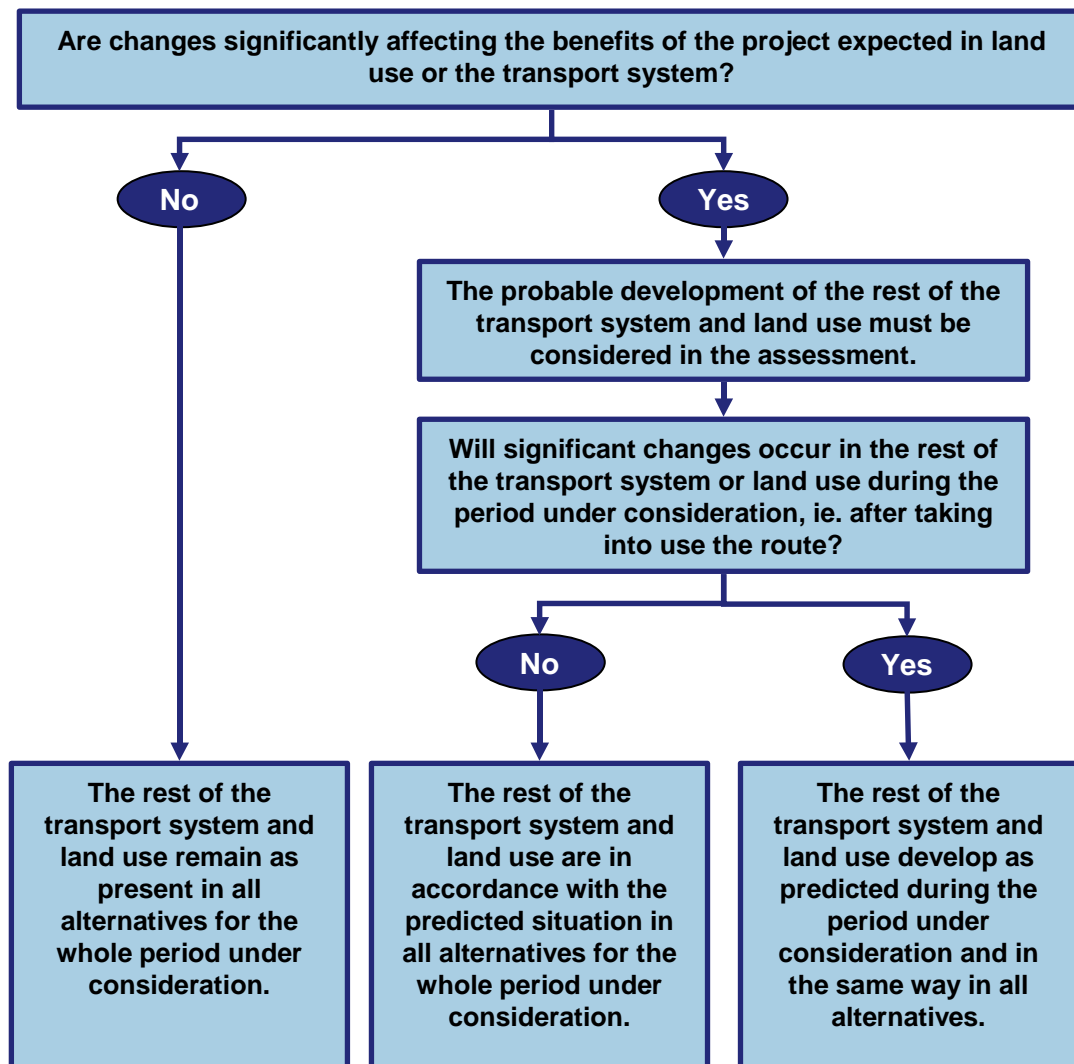 Are changes significantly affecting the benefits of the project expected in land
use or the transport system?
No
Yes
The probable development of the rest of the
transport system and land use must be
considered in the assessment.
Will significant changes occur in the rest of
the transport system or land use during the
period under consideration, ie. after taking
into use the route?
No
Yes
The rest of the
transport system and
land use remain as
present in all
alternatives for the
whole period under
consideration.
The rest of the
transport system and
land use are in
accordance with the
predicted situation in
all alternatives for the
whole period under
consideration.
The rest of the
transport system and
land use develop as
predicted during the
period under
consideration and in
the same way in all
alternatives.